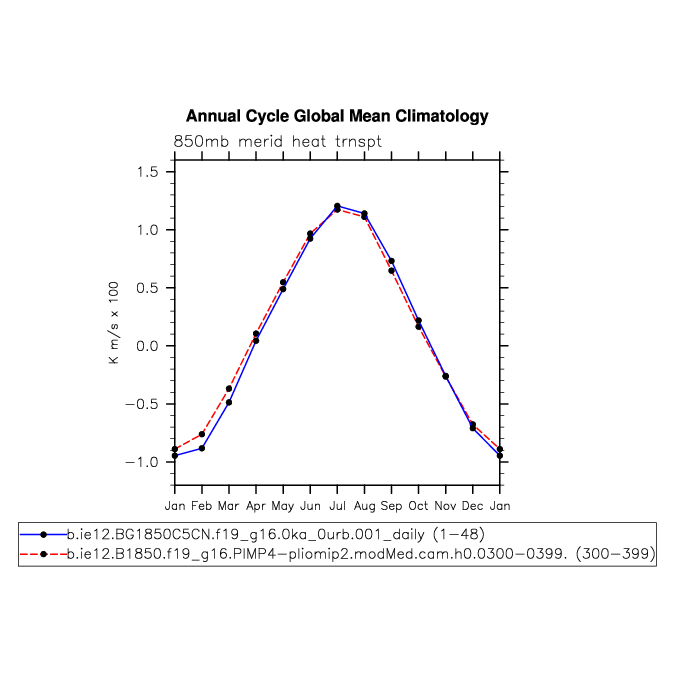 Annual Cycle Global Mean Climatology
850mb merid heat trnspt
1.5
1.0
0.5
0.0
−0.5
−1.0
K m/s x 100
Jan Feb Mar Apr May Jun Jul Aug Sep Oct Nov Dec Jan
b.ie12.BG1850C5CN.f19_g16.0ka_0urb.001_daily (1−48)
b.ie12.B1850.f19_g16.PlMP4−pliomip2.modMed.cam.h0.0300−0399. (300−399)